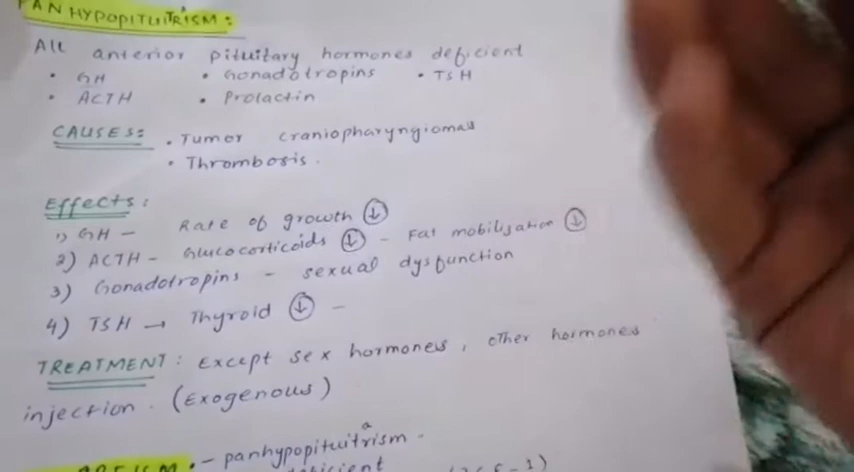 PANHYPOPITUITRISM:
All anterior pituitary hormones deficient
• GH • Gonadotropins • TSH
• ACTH • Prolactin
CAUSES: • Tumor craniopharyngiomas
• Thrombosis.
Effects:
1) GH - Rate of growth ↓
2) ACTH - Glucocorticoids ↓ - Fat mobilization ↓
3) Gonadotropins - sexual dysfunction
4) TSH → Thyroid ↓ -
TREATMENT: Except sex hormones, other hormones
injection. (Exogenous)
- panhypopituitraism.